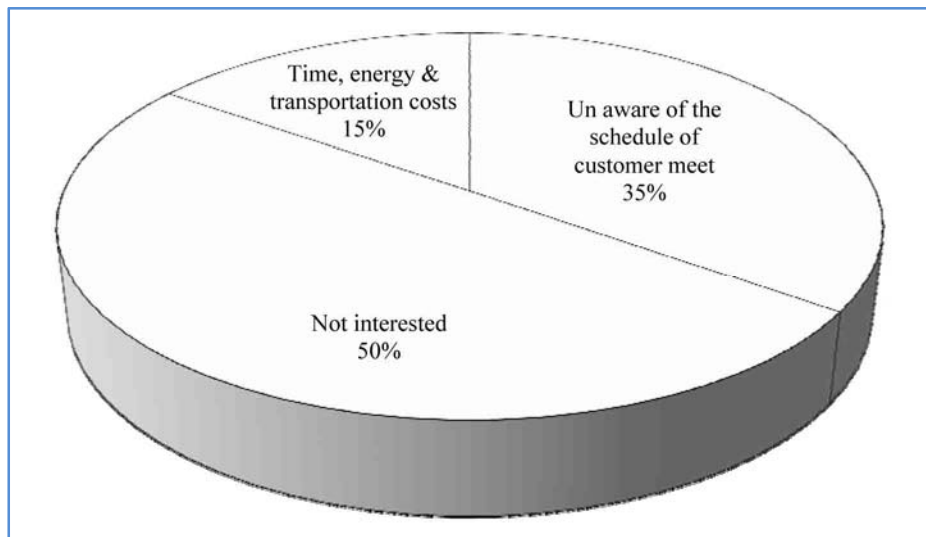 Time, energy &
transportation costs
15%
Un aware of the
schedule of
customer meet
35%
Not interested
50%